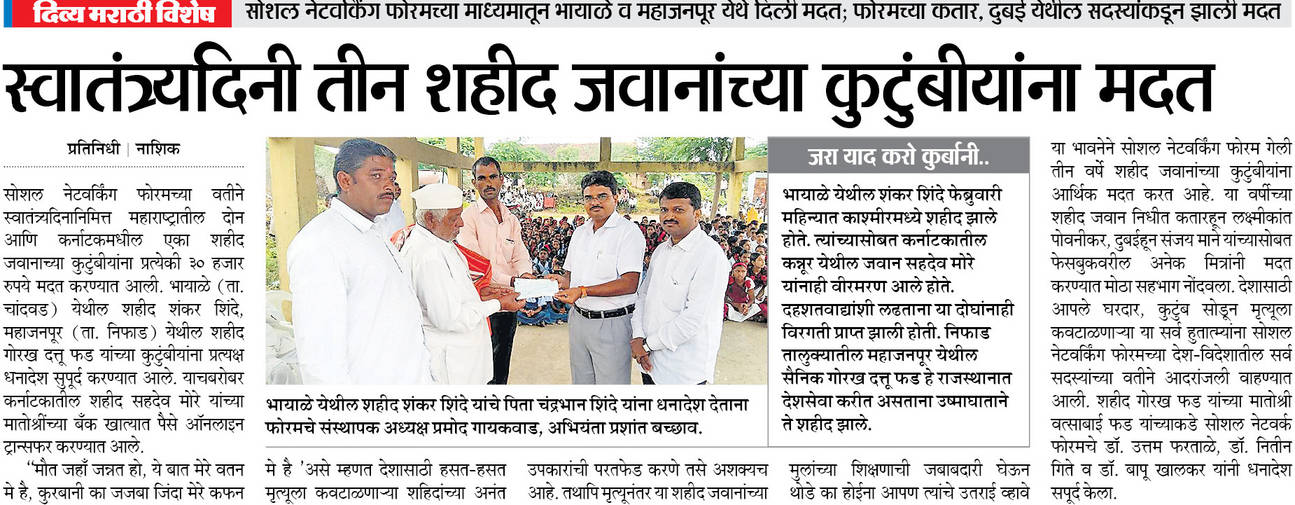 दिव्य मराठी विशेष
सोशल नेटवर्किंग फोरमच्या माध्यमातून भायाळे व महाजनपूर येथे दिली मदत; फोरमच्या कतार, दुबई येथील सदस्यांकडून झाली मदत
स्वातंत्र्यदिनी तीन शहीद जवानांच्या कुटुंबीयांना मदत
प्रतिनिधी | नाशिक
सोशल नेटवर्किंग फोरमच्या वतीने
स्वातंत्र्यदिनानिमित्त महाराष्ट्रातील दोन
आणि कर्नाटकमधील एका शहीद
जवानाच्या कुटुंबीयांना प्रत्येकी ३० हजार
रुपये मदत करण्यात आली. भायाळे (ता.
चांदवड) येथील शहीद शंकर शिंदे,
महाजनपूर (ता. निफाड) येथील शहीद
गोरख दत्तू फड यांच्या कुटुंबीयांना प्रत्यक्ष
धनादेश सुपूर्द करण्यात आले. याचबरोबर
कर्नाटकातील शहीद सहदेव मोरे यांच्या
मातोश्रींच्या बँक खात्यात पैसे ऑनलाइन
ट्रान्सफर करण्यात आले.
“मौत जहाँ जन्नत हो, ये बात मेरे वतन
मे है, कुरबानी का जजबा जिंदा मेरे कफन
भायाळे येथील शहीद शंकर शिंदे यांचे पिता चंद्रभान शिंदे यांना धनादेश देताना
फोरमचे संस्थापक अध्यक्ष प्रमोद गायकवाड, अभियंता प्रशांत बच्छाव.
मे है 'असे म्हणत देशासाठी हसत-हसत
मृत्यूला कवटाळणाऱ्या शहिदांच्या अनंत
उपकारांची परतफेड करणे तसे अशक्यच
आहे. तथापि मृत्यूनंतर या शहीद जवानांच्या
जरा याद करो कुर्बानी..
भायाळे येथील शंकर शिंदे फेब्रुवारी
महिन्यात काश्मीरमध्ये शहीद झाले
होते. त्यांच्यासोबत कर्नाटकातील
कन्नूर येथील जवान सहदेव मोरे
यांनाही वीरमरण आले होते.
दहशतवाद्यांशी लढताना या दोघांनाही
विरगती प्राप्त झाली होती. निफाड
तालुक्यातील महाजनपूर येथील
सैनिक गोरख दत्तू फड हे राजस्थानात
देशसेवा करीत असताना उष्माघाताने
ते शहीद झाले.
मुलांच्या शिक्षणाची जबाबदारी घेऊन
थोडे का होईना आपण त्यांचे उतराई व्हावे
या भावनेने सोशल नेटवर्किंग फोरम गेली
तीन वर्षे शहीद जवानांच्या कुटुंबीयांना
आर्थिक मदत करत आहे. या वर्षीच्या
शहीद जवान निधीत कतारहून लक्ष्मीकांत
पोवनीकर, दुबईहून संजय माने यांच्यासोबत
फेसबुकवरील अनेक मित्रांनी मदत
करण्यात मोठा सहभाग नोंदवला. देशासाठी
आपले घरदार, कुटुंब सोडून मृत्यूला
कवटाळणाऱ्या या सर्व हुतात्म्यांना सोशल
नेटवर्किंग फोरमच्या देश-विदेशातील सर्व
सदस्यांच्या वतीने आदरांजली वाहण्यात
आली. शहीद गोरख फड यांच्या मातोश्री
वत्साबाई फड यांच्याकडे सोशल नेटवर्क
फोरमचे डॉ. उत्तम फरताळे, डॉ. नितीन
गिते व डॉ. बापू खालकर यांनी धनादेश
सपूर्द केला.